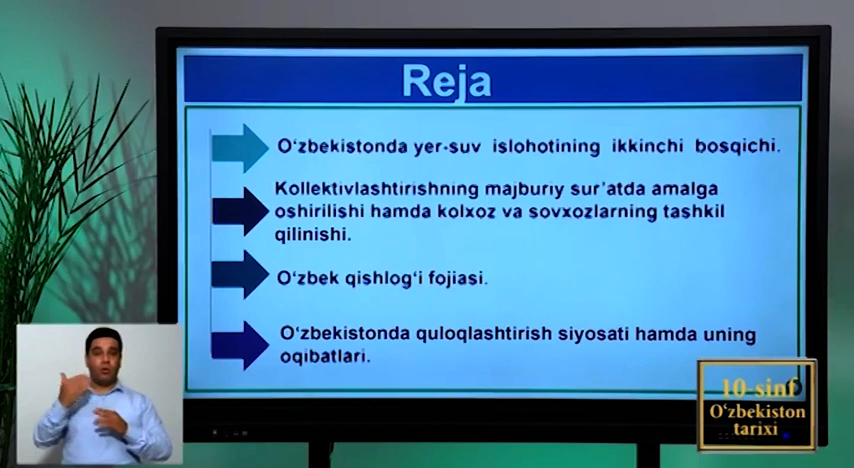 Reja
O‘zbekistonda yer-suv islohotining ikkinchi bosqichi.
Kollektivlashtirishning majburiy sur’atda amalga
oshirilishi hamda kolxoz va sovxozlarning tashkil
qilinishi.
O‘zbek qishlog‘i fojiasi.
O‘zbekistonda quloqlashtirish siyosati hamda uning
oqibatlari.
10-sinf
O‘zbekiston
tarixi